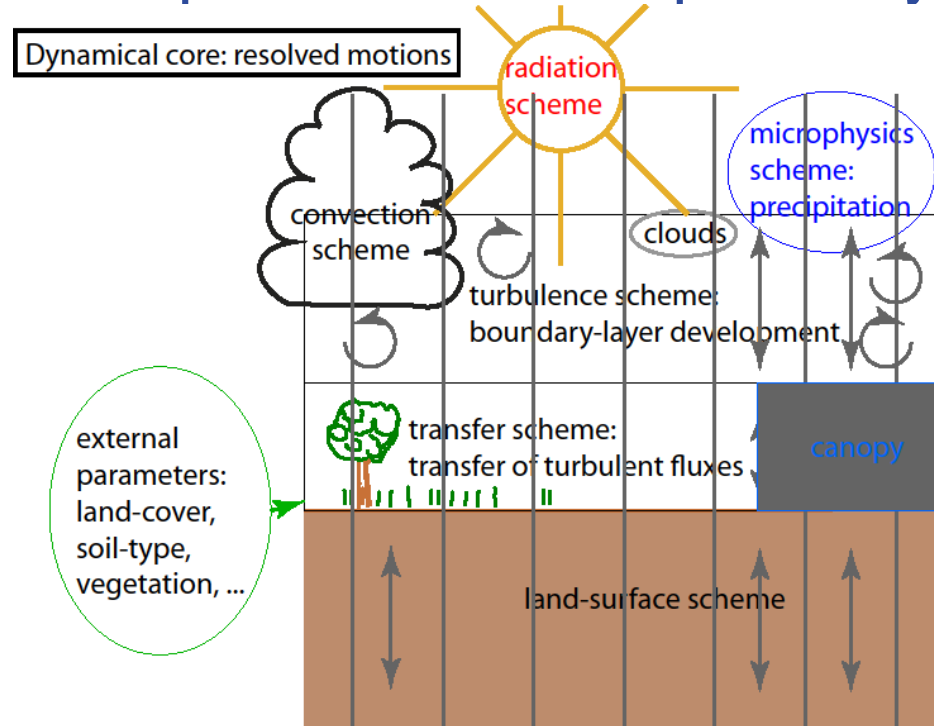 Dynamical core: resolved motions
radiation
scheme
microphysics
scheme:
precipitation
convection
scheme
clouds
turbulence scheme:
boundary-layer development
external
parameters:
land-cover,
soil-type,
vegetation, ...
transfer scheme:
transfer of turbulent fluxes
canopy
land-surface scheme